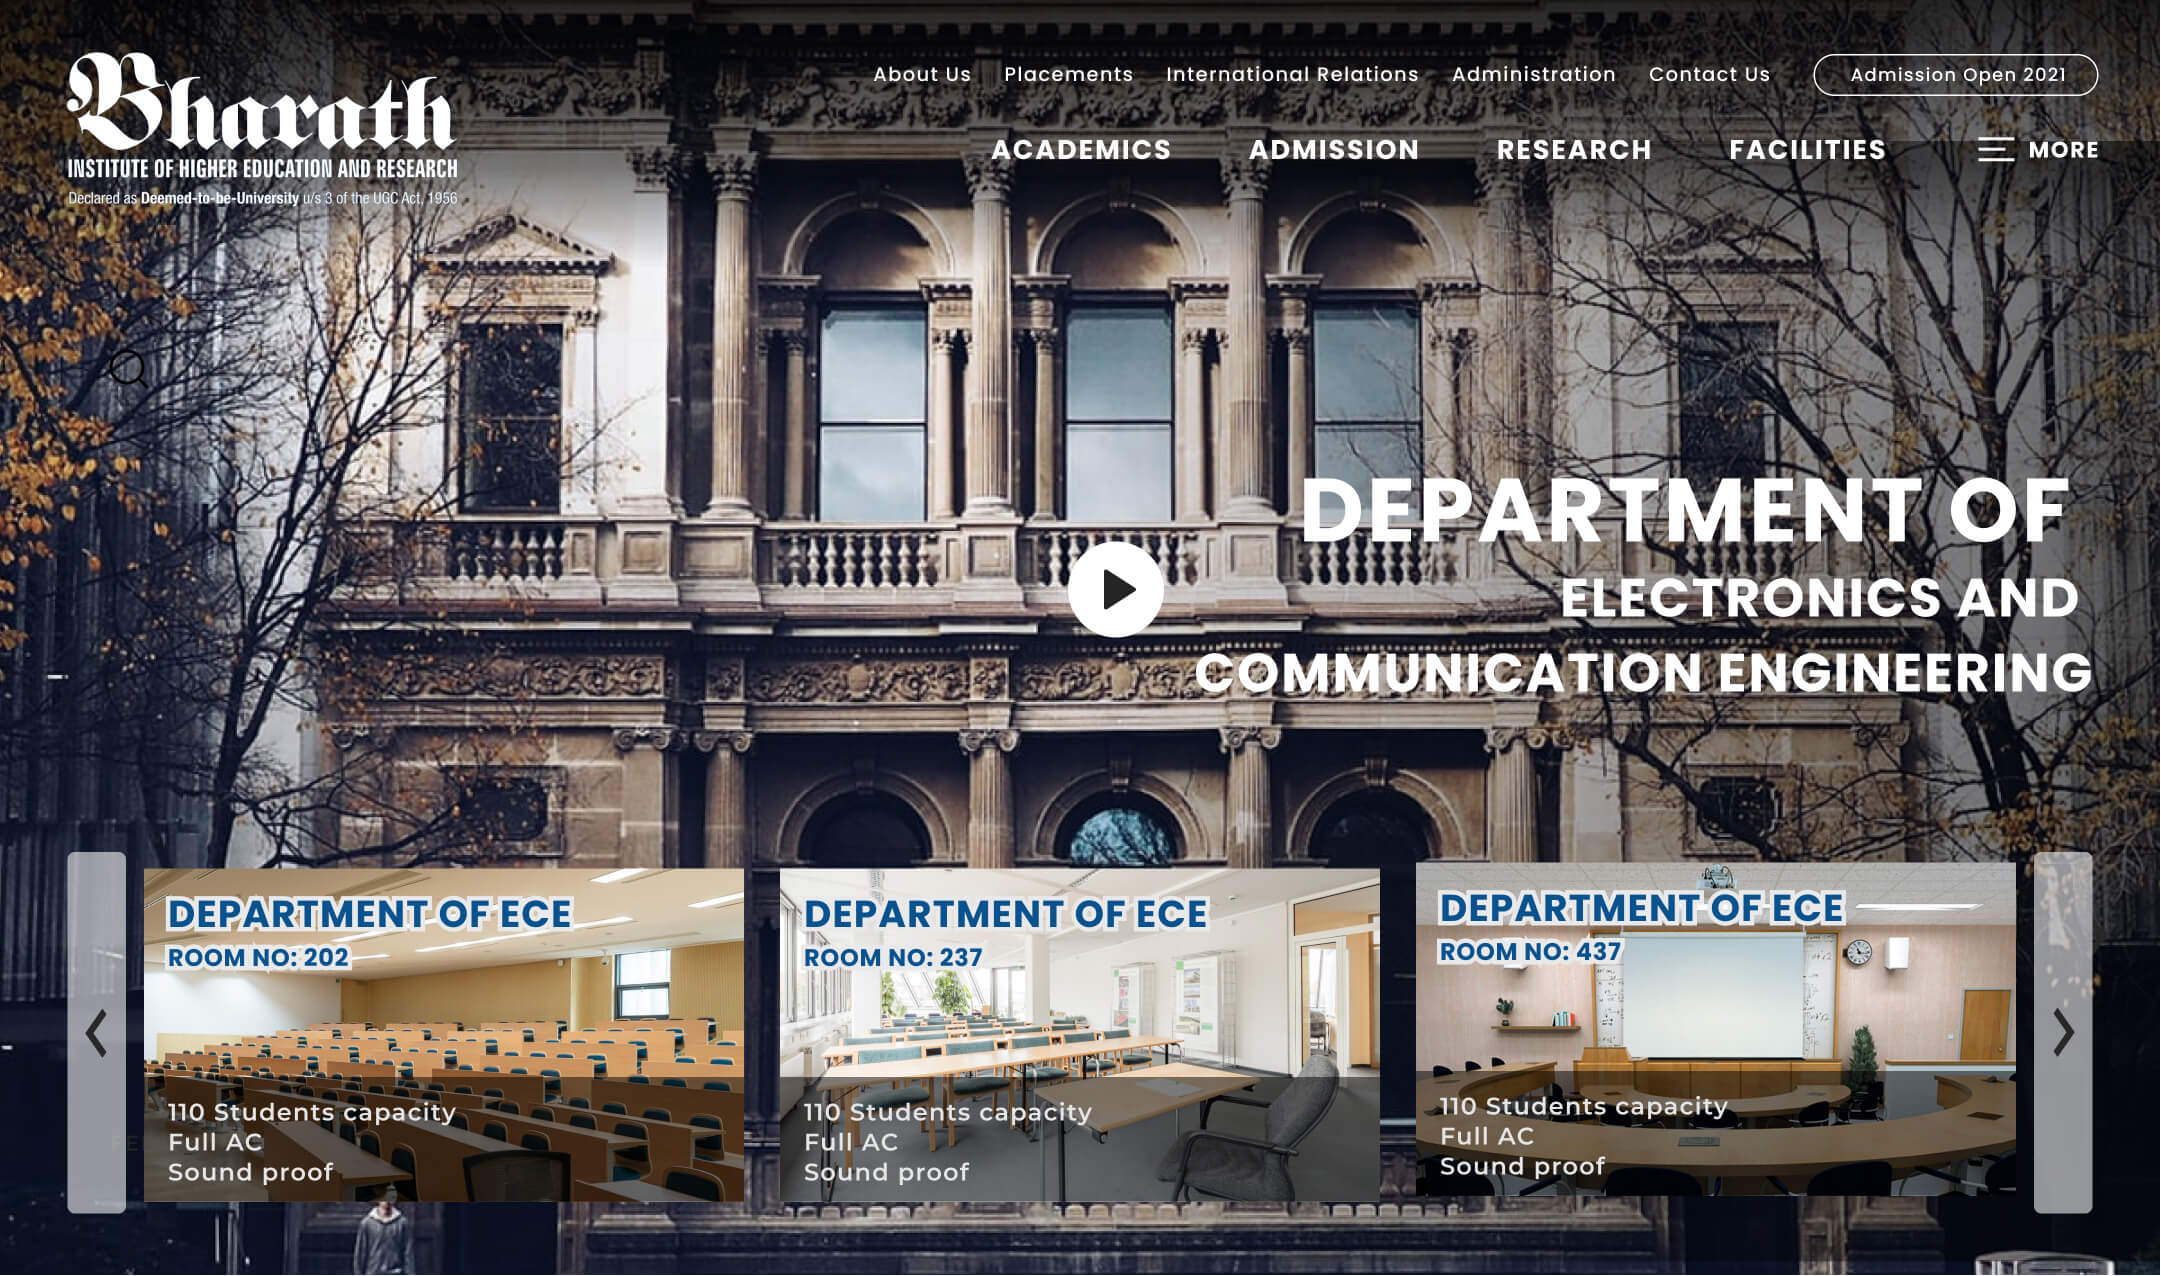 Bharath
INSTITUTE OF HIGHER EDUCATION AND RESEARCH
Declared as Deemed-to-be-University u/s 3 of the UGC Act, 1956
About Us
Placements
International Relations
Administration
Contact Us
Admission Open 2021
ACADEMICS
ADMISSION
RESEARCH
FACILITIES
MORE
DEPARTMENT OF
ELECTRONICS AND
COMMUNICATION ENGINEERING
DEPARTMENT OF ECE
ROOM NO: 202
110 Students capacity
Full AC
Sound proof
DEPARTMENT OF ECE
ROOM NO: 237
110 Students capacity
Full AC
Sound proof
DEPARTMENT OF ECE
ROOM NO: 437
110 Students capacity
Full AC
Sound proof